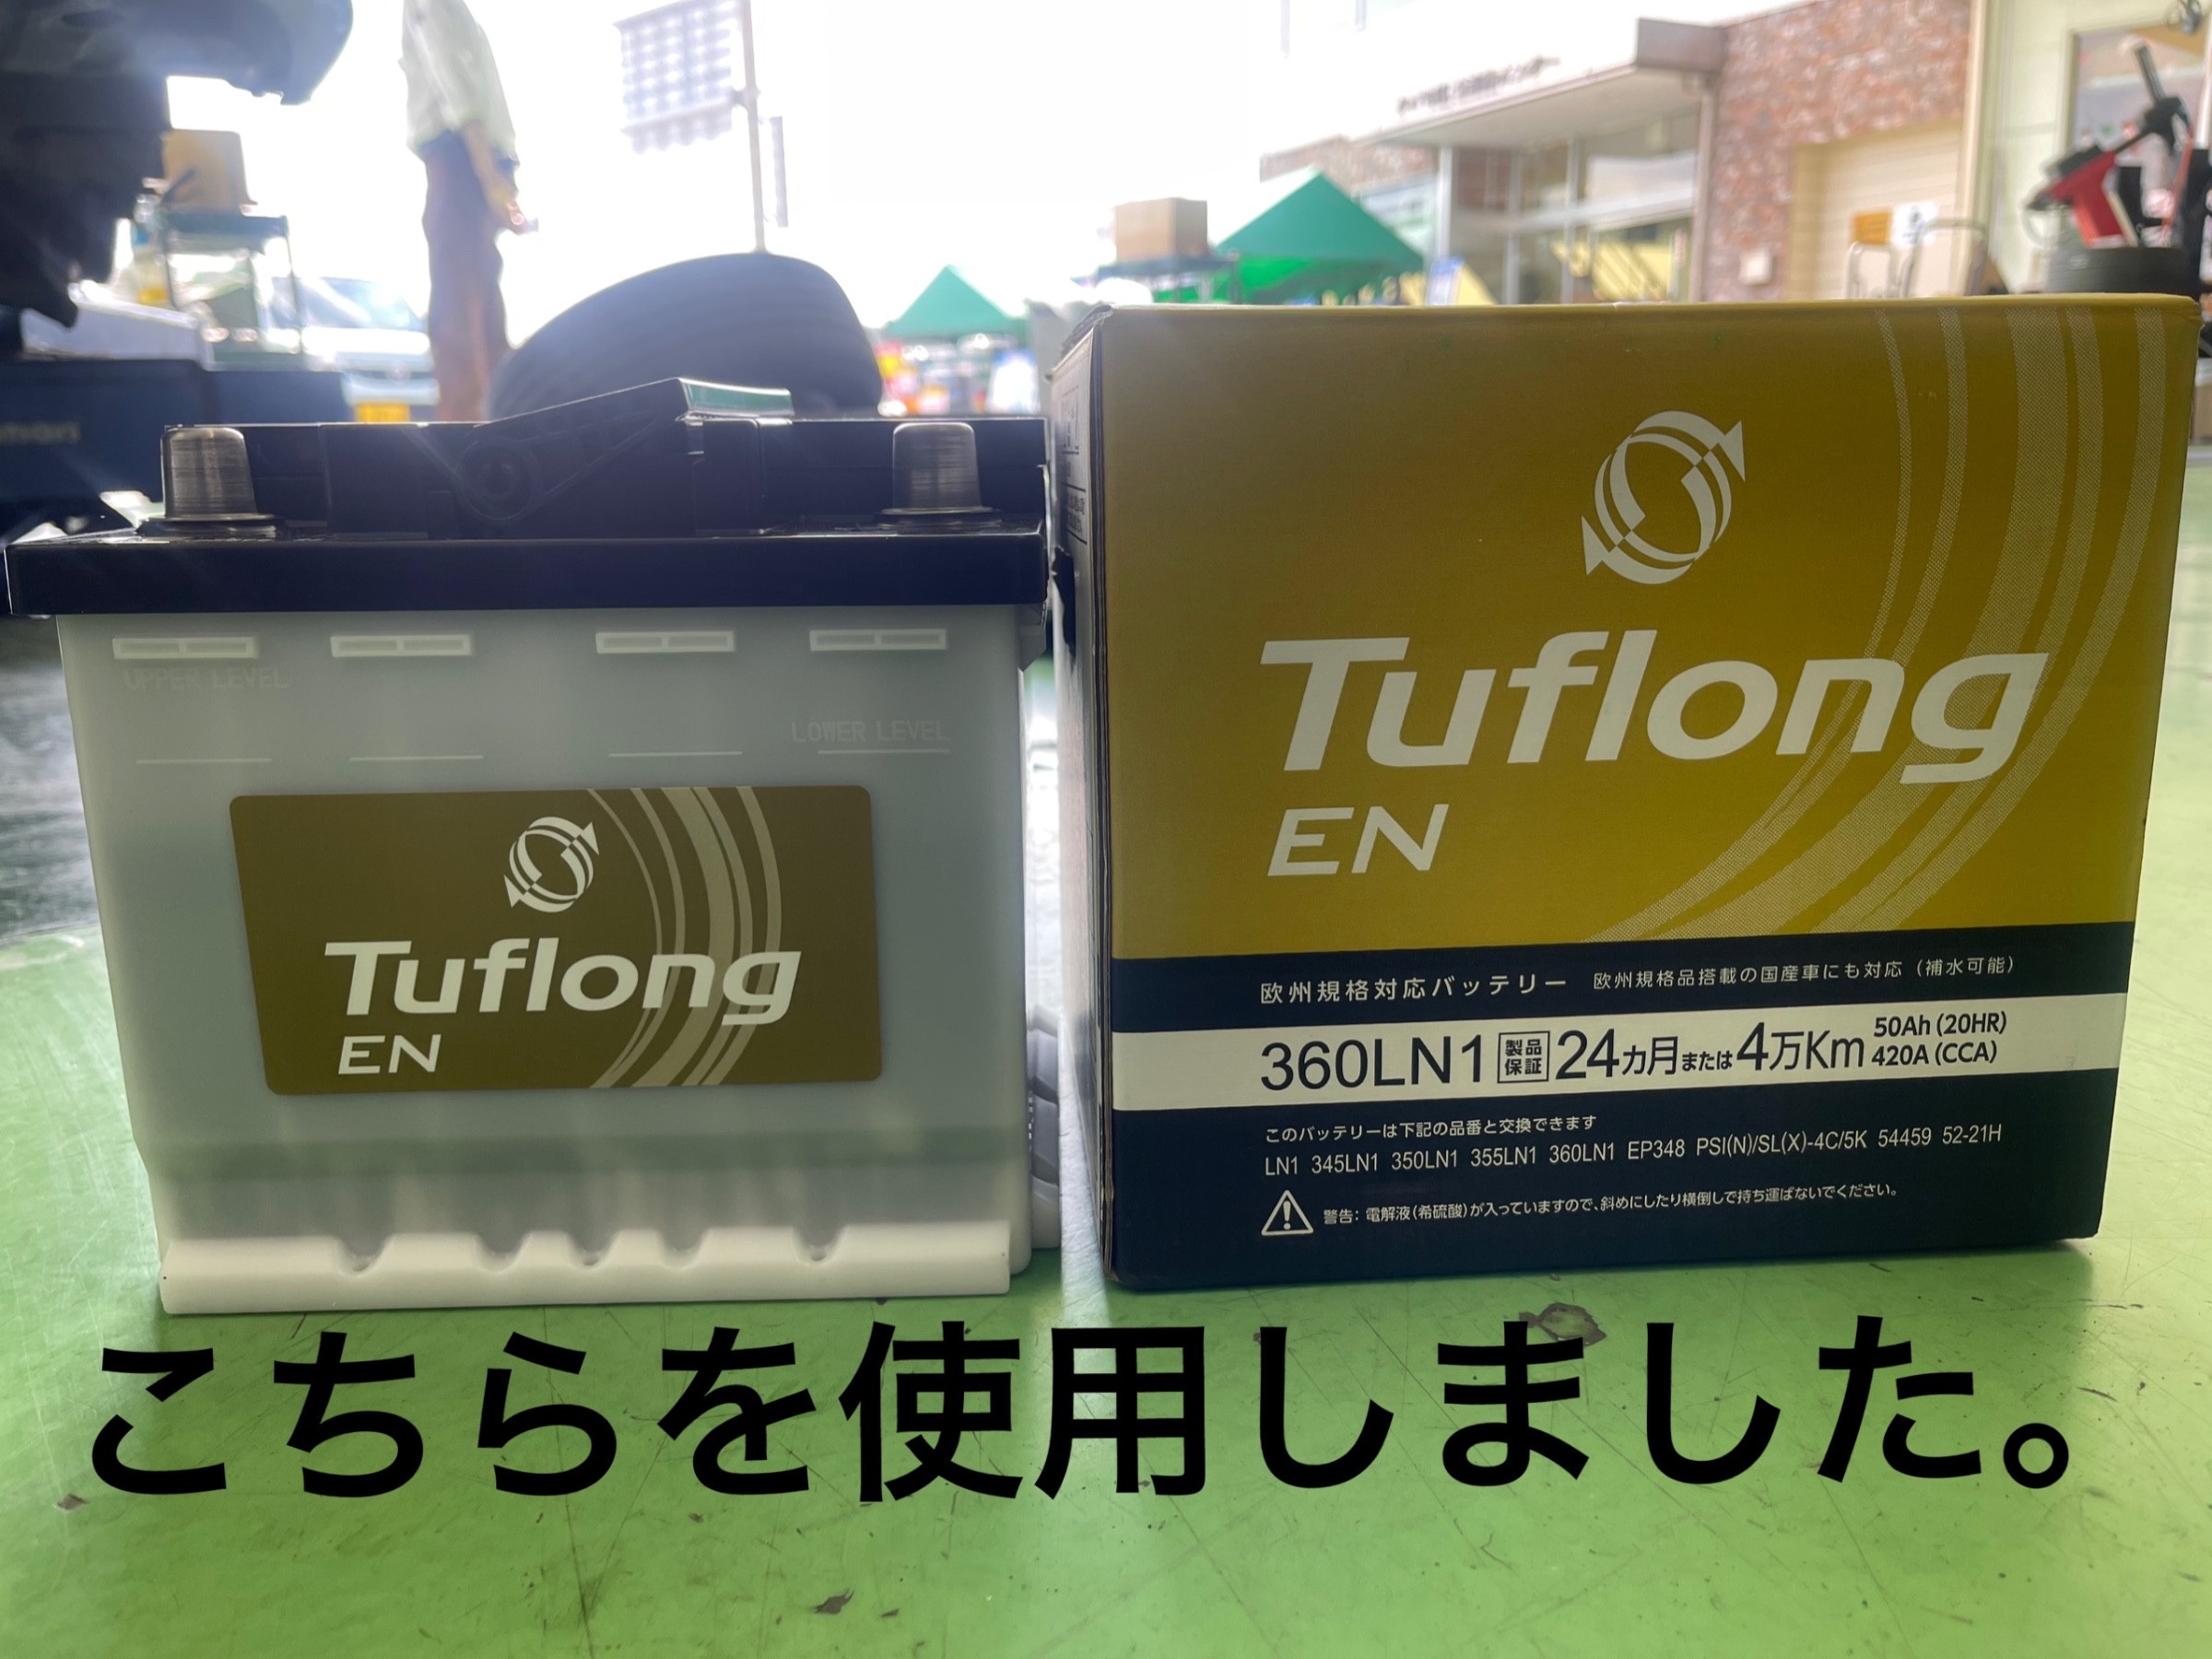 UPPER LEVEL
LOWER LEVEL
Tuflong
EN
Tuflong
EN
欧州規格対応バッテリー 欧州規格品搭載の国産車にも対応（補水可能）
360LN1 製品保証 24カ月または4万Km 50Ah (20HR) 420A (CCA)
このバッテリーは下記の品番と交換できます
LN1 345LN1 350LN1 355LN1 360LN1 EP348 PSI(N)/SL(X)-4C/5K 54459 52-21H
警告：電解液（希硫酸）が入っていますので、斜めにしたり横倒しで持ち運ばないでください。
こちらを使用しました。